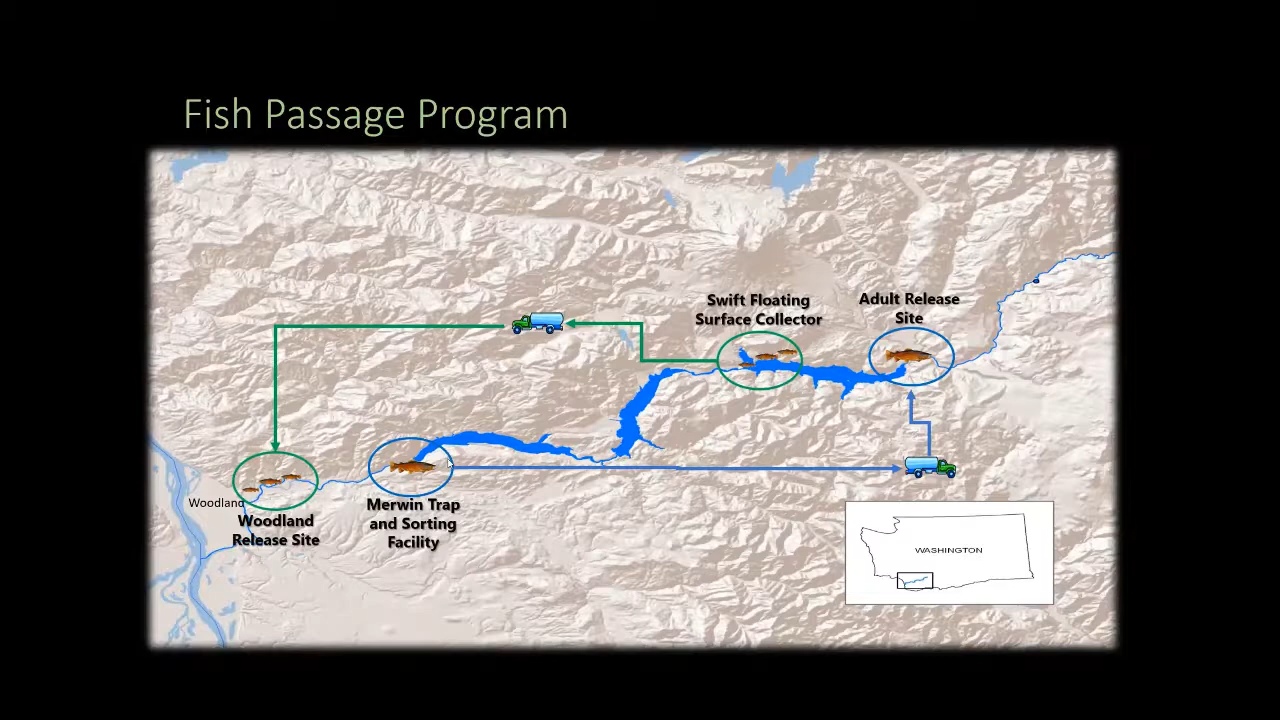 Fish Passage Program
Swift Floating
Surface Collector
Adult Release
Site
Woodland
Woodland
Release Site
Merwin Trap
and Sorting
Facility
WASHINGTON